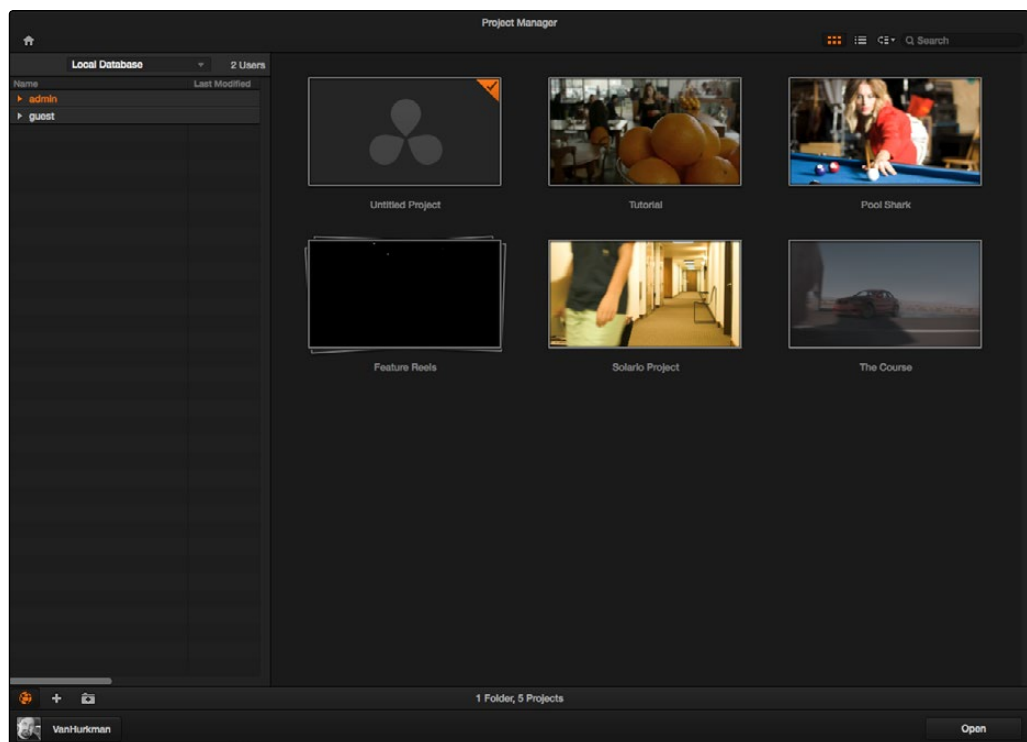 Project Manager
Search
Local Database 2 Users
Name Last Modified
admin
guest
Untitled Project Tutorial Pool Shark
Feature Reels Solario Project The Course
1 Folder, 5 Projects
VanHurkman Open